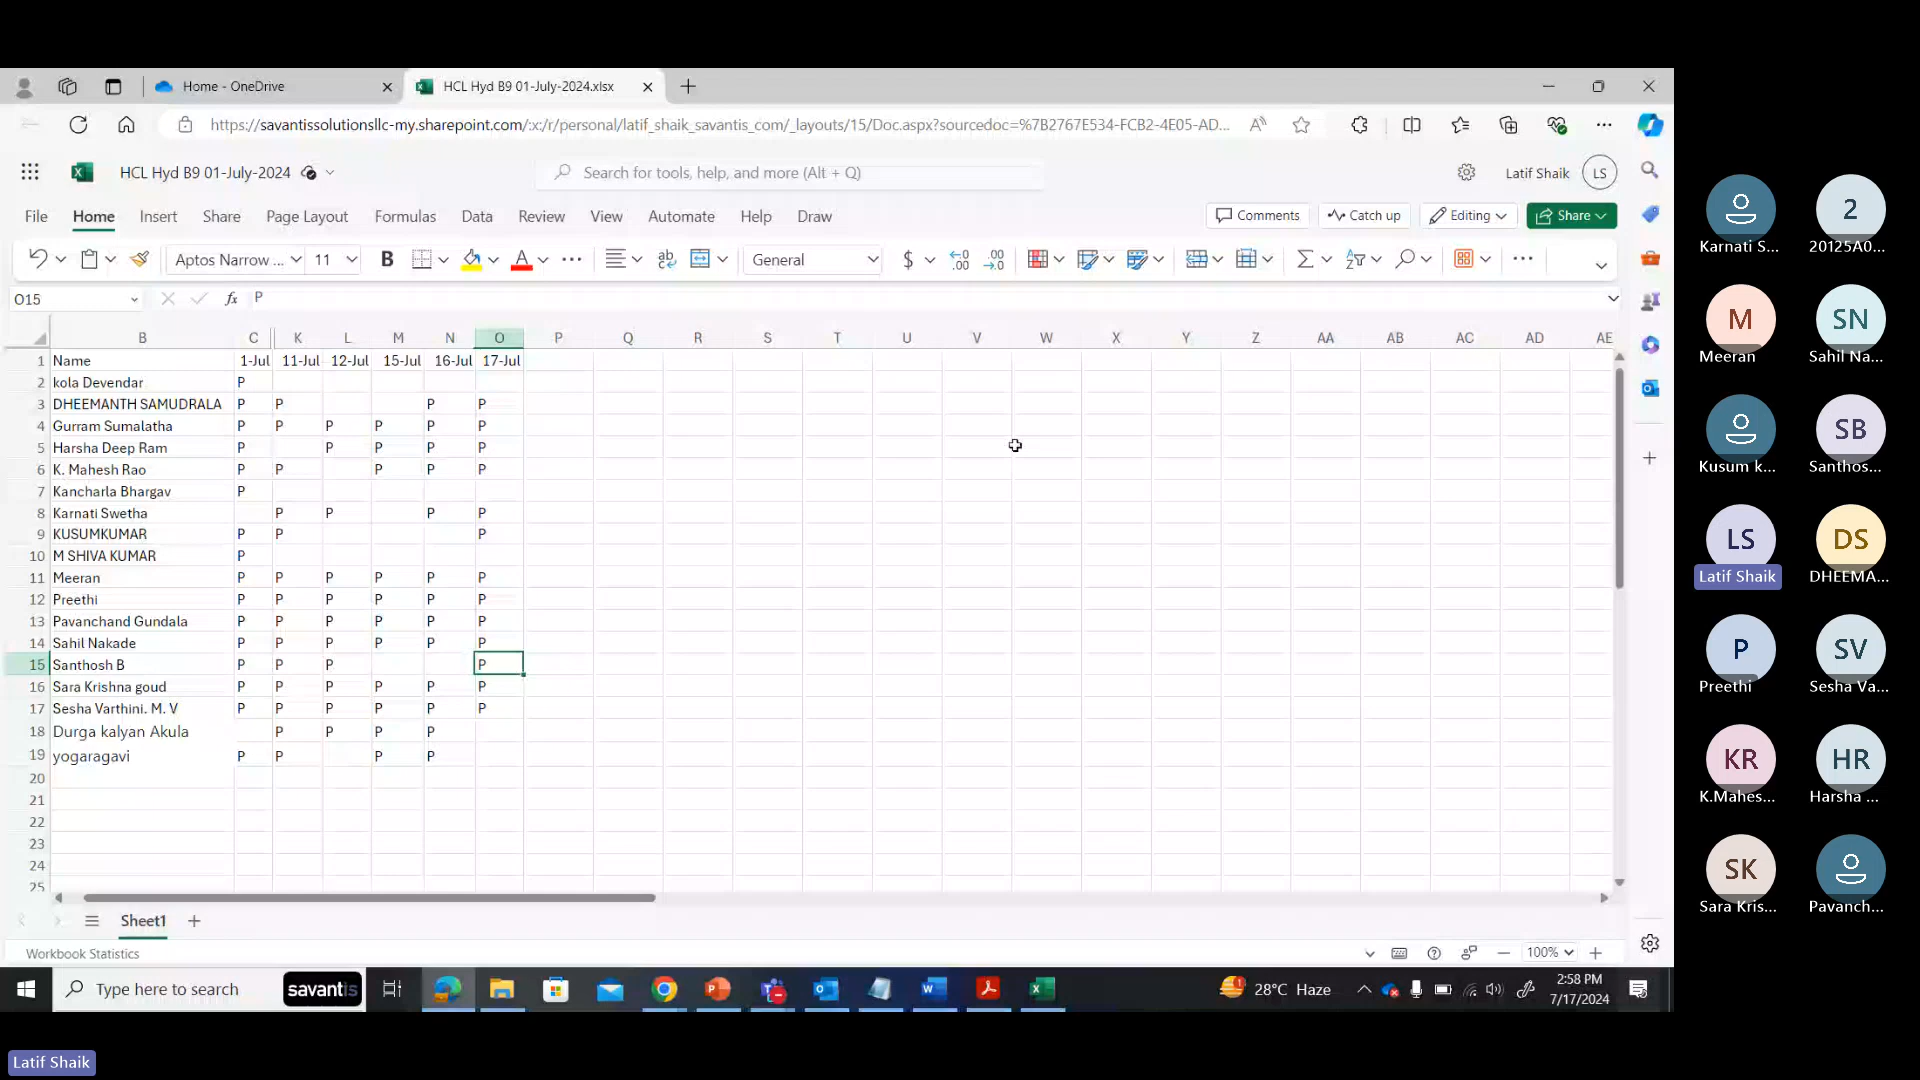 Home - OneDrive
HCL Hyd B9 01-July-2024.xlsx
https://savantissolutionsllc-my.sharepoint.com/:x:/r/personal/latif_shaik_savantis_com/_layouts/15/Doc.aspx?sourcedoc=%7B2767E534-FCB2-4E05-AD...
HCL Hyd B9 01-July-2024
Search for tools, help, and more (Alt + Q)
Latif Shaik LS
File Home Insert Share Page Layout Formulas Data Review View Automate Help Draw Comments Catch up Editing Share
Aptos Narrow ... 11 B A ab General $ .00 .00
O15 fx P
B C K L M N O P Q R S T U V W X Y Z AA AB AC AD AE
1 Name 1-Jul 11-Jul 12-Jul 15-Jul 16-Jul 17-Jul
2 kola Devendar P
3 DHEEMANTH SAMUDRALA P P P P
4 Gurram Sumalatha P P P P P P
5 Harsha Deep Ram P P P P P
6 K. Mahesh Rao P P P P P
7 Kancharla Bhargav P
8 Karnati Swetha P P P P
9 KUSUMKUMAR P P P
10 M SHIVA KUMAR P
11 Meeran P P P P P P
12 Preethi P P P P P P
13 Pavanchand Gundala P P P P P P
14 Sahil Nakade P P P P P P
15 Santhosh B P P P P
16 Sara Krishna goud P P P P P P
17 Sesha Varthini. M. V P P P P P P
18 Durga kalyan Akula P P P P
19 yogaragavi P P P P
20
21
22
23
24
25
Sheet1
Workbook Statistics
100%
Type here to search
savantis
28°C Haze
2:58 PM
7/17/2024
Karnati S...
2
20125A0...
M
Meeran
SN
Sahil Na...
Kusum k...
SB
Santhos...
LS
Latif Shaik
DS
DHEEMA...
P
Preethi
SV
Sesha Va...
KR
K.Mahes...
HR
Harsha ...
SK
Sara Kris...
Pavanch...
Latif Shaik